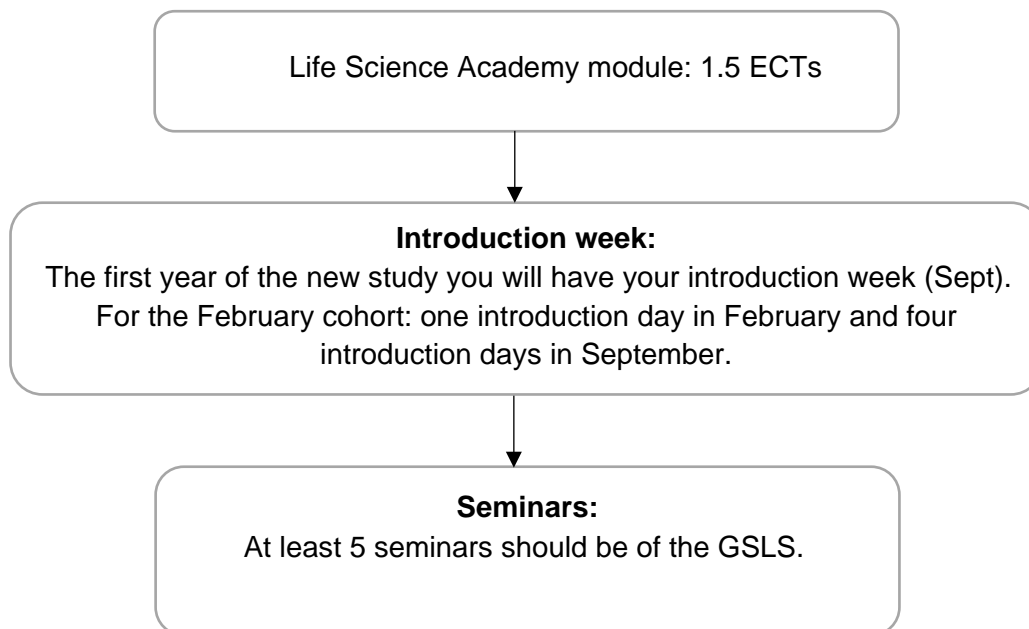 Life Science Academy module: 1.5 ECTs
Introduction week:
The first year of the new study you will have your introduction week (Sept).
For the February cohort: one introduction day in February and four
introduction days in September.
Seminars:
At least 5 seminars should be of the GSLS.